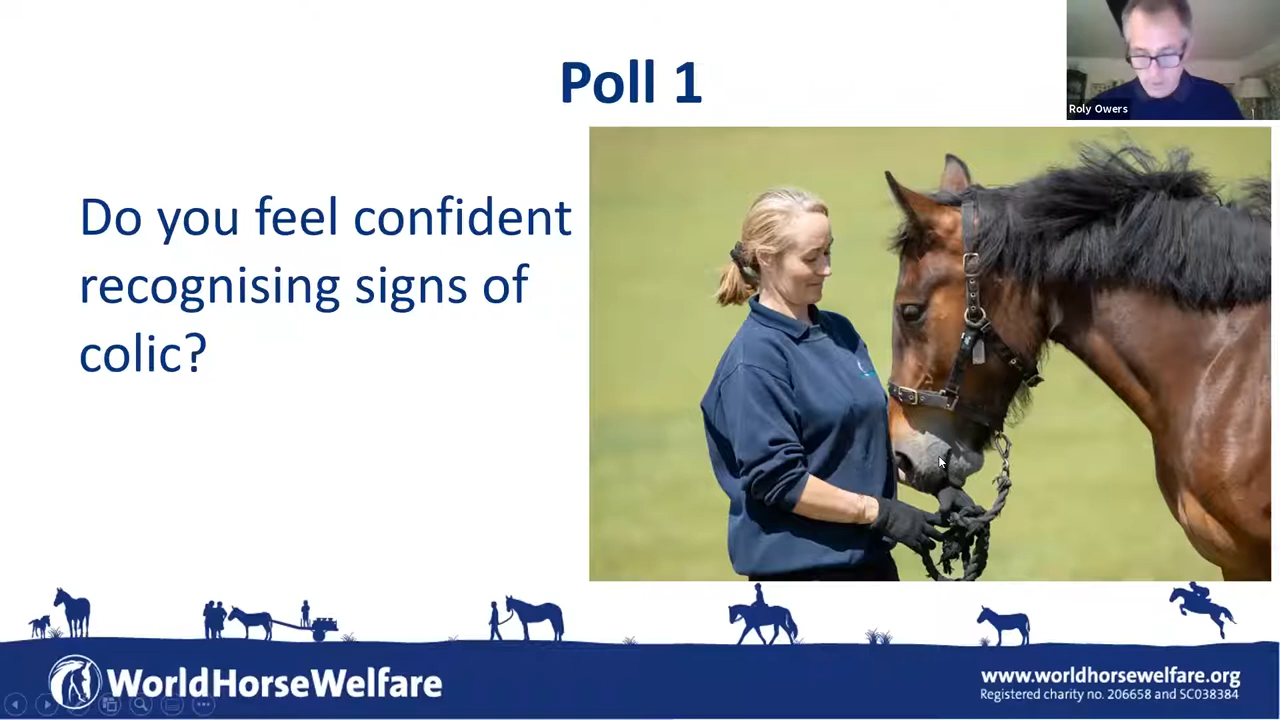 Poll 1
Roly Owers
Do you feel confident
recognising signs of
colic?
WorldHorseWelfare
www.worldhorsewelfare.org
Registered charity no. 206658 and SC038384